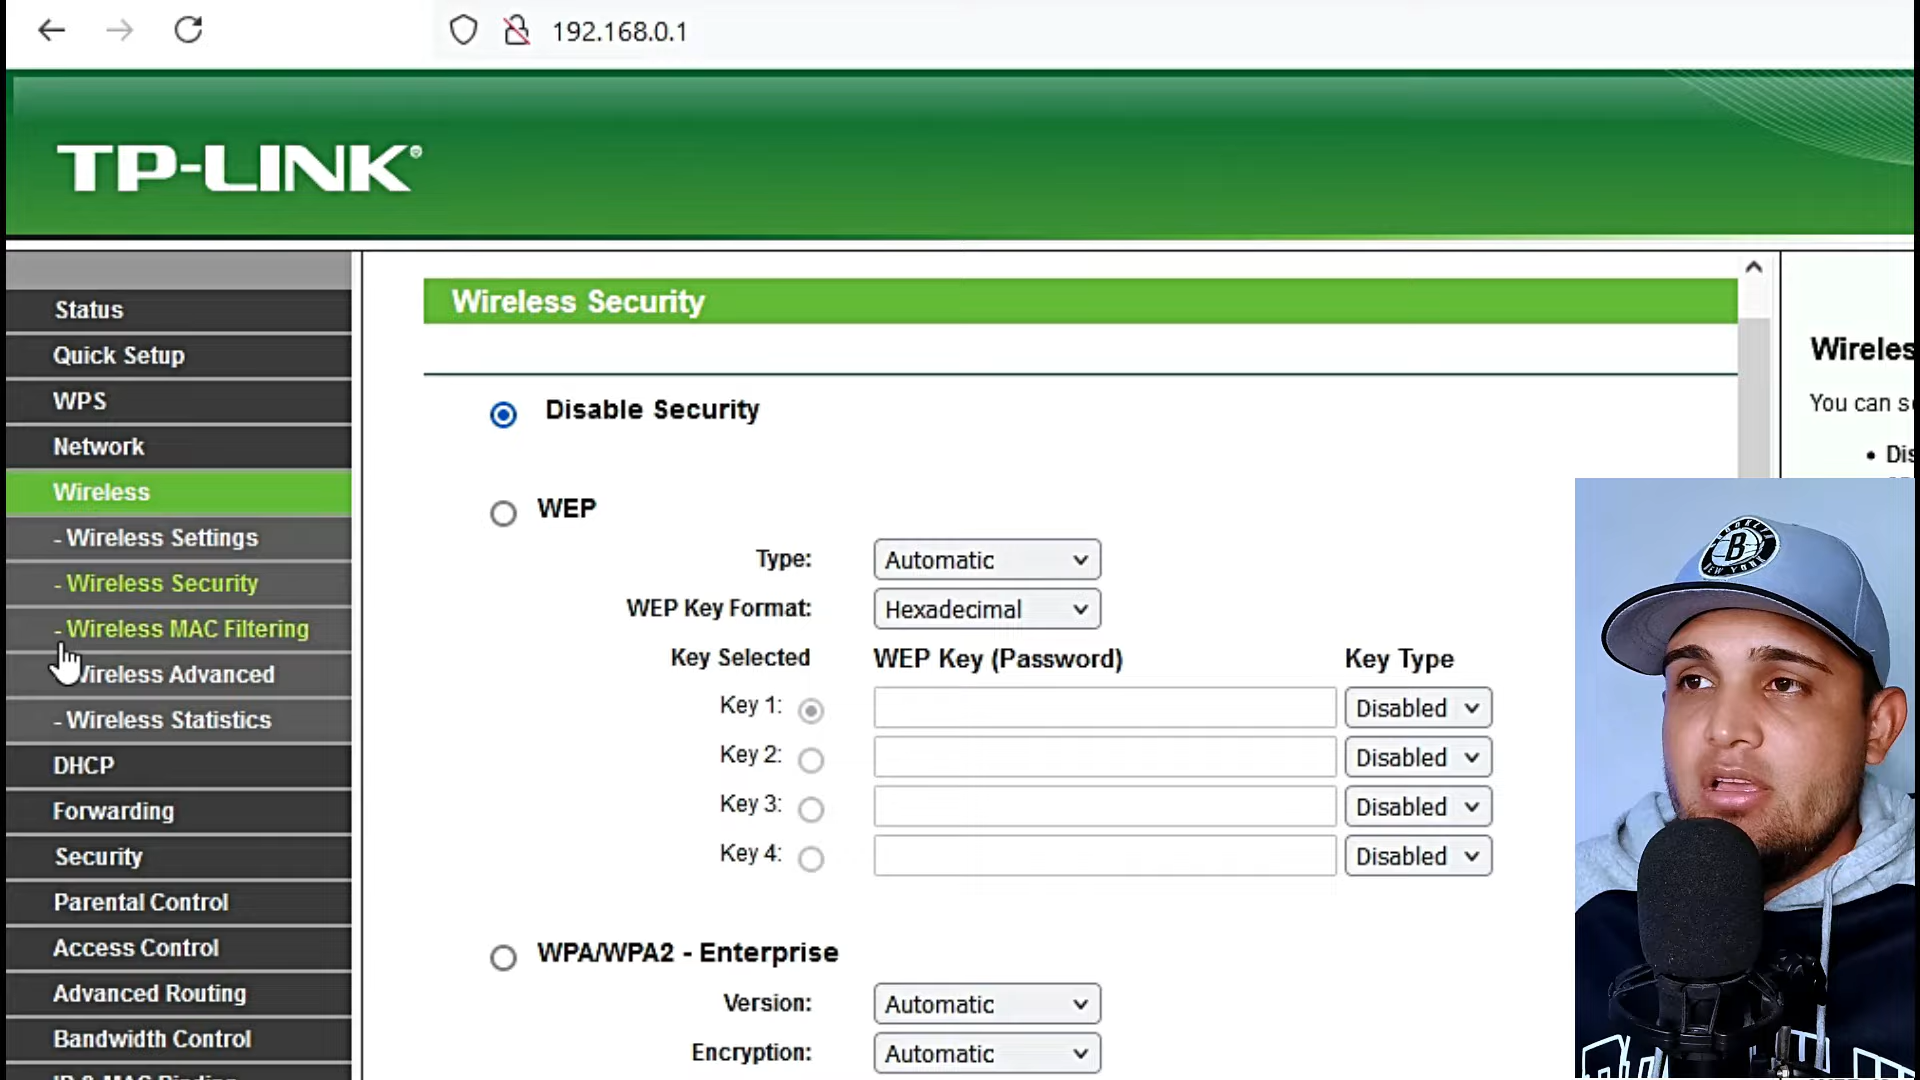 192.168.0.1
TP-LINK®
Status
Quick Setup
WPS
Network
Wireless
- Wireless Settings
- Wireless Security
- Wireless MAC Filtering
Wireless Advanced
- Wireless Statistics
DHCP
Forwarding
Security
Parental Control
Access Control
Advanced Routing
Bandwidth Control
Wireless Security
Disable Security
WEP
Type: Automatic
WEP Key Format: Hexadecimal
Key Selected WEP Key (Password) Key Type
Key 1: Disabled
Key 2: Disabled
Key 3: Disabled
Key 4: Disabled
WPA/WPA2 - Enterprise
Version: Automatic
Encryption: Automatic
Wireles
You can s
• Dis
BROOKLYN
B
NEW YORK